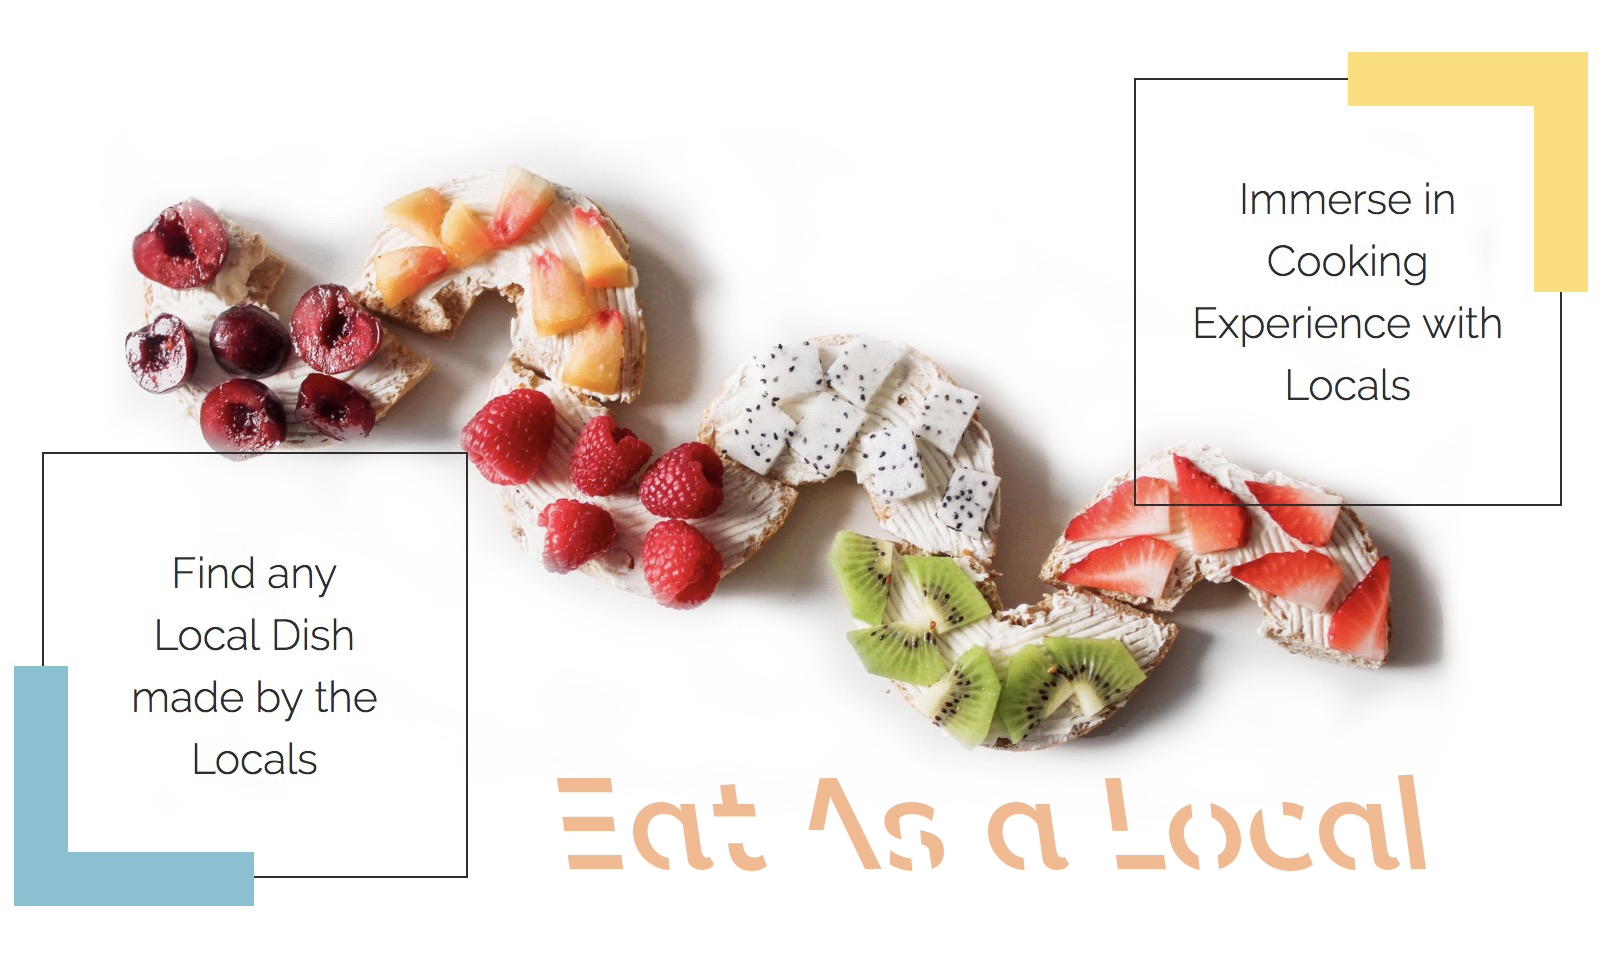 Immerse in
Cooking
Experience with
Locals
Find any
Local Dish
made by the
Locals
Eat As a Local